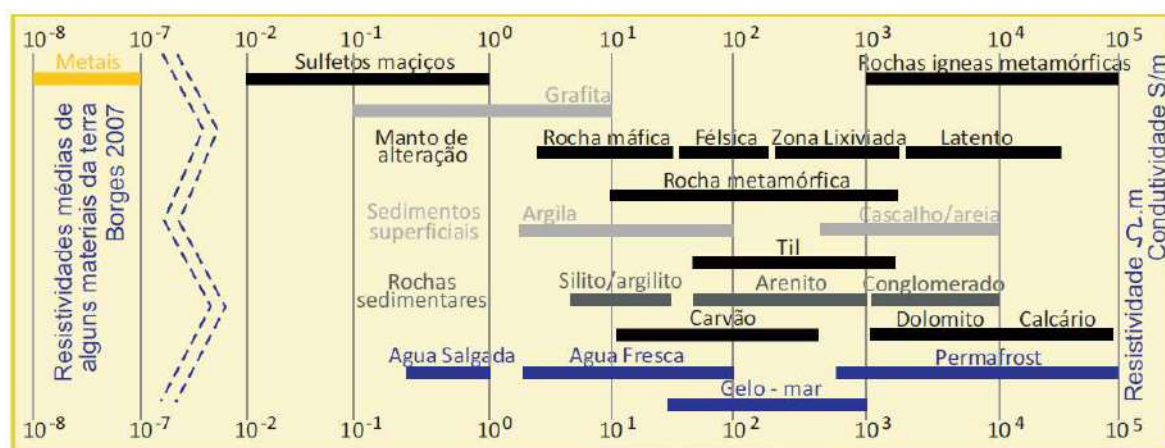 10⁻⁸ 10⁻⁷ 10⁻² 10⁻¹ 10⁰ 10¹ 10² 10³ 10⁴ 10⁵
Metais
Sulfetos maçiços
Rochas igneas metamórficas
Grafita
Manto de
alteração
Rocha máfica
Félsica
Zona Lixiviada
Latento
Rocha metamórfica
Sedimentos
superficiais
Argila
Cascalho/areia
Til
Rochas
sedimentares
Silito/argilito
Arenito
Conglomerado
Carvão
Dolomito
Calcário
Agua Salgada
Agua Fresca
Permafrost
Gelo - mar
10⁻⁸ 10⁻⁷ 10⁻² 10⁻¹ 10⁰ 10¹ 10² 10³ 10⁴ 10⁵
Resistividades médias de
alguns materiais da terra
Borges 2007
Resistividade Ω.m
Condutividade S/m